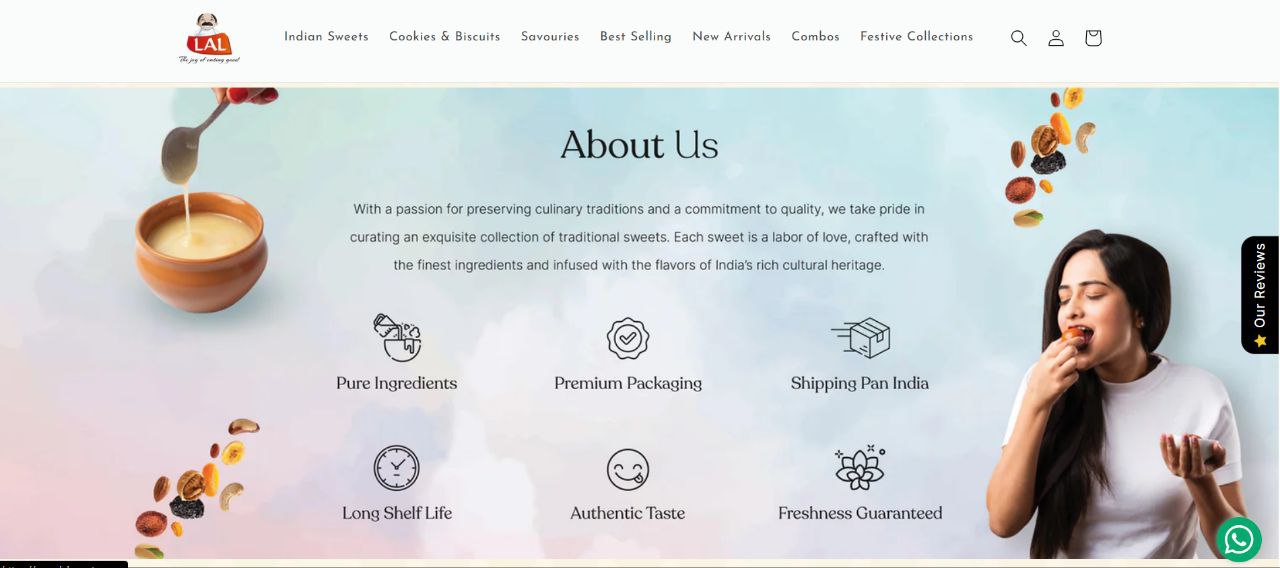 LAL
The joy of eating good
Indian Sweets
Cookies & Biscuits
Savouries
Best Selling
New Arrivals
Combos
Festive Collections
About Us
With a passion for preserving culinary traditions and a commitment to quality, we take pride in
curating an exquisite collection of traditional sweets. Each sweet is a labor of love, crafted with
the finest ingredients and infused with the flavors of India's rich cultural heritage.
Our Reviews
Pure Ingredients
Premium Packaging
Shipping Pan India
Long Shelf Life
Authentic Taste
Freshness Guaranteed